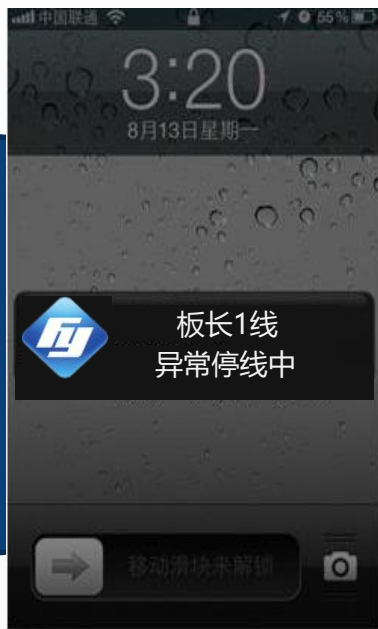 中国联通
55%
3:20
8月13日星期一
Fy
板长1线
异常停线中
移动滑块来解锁